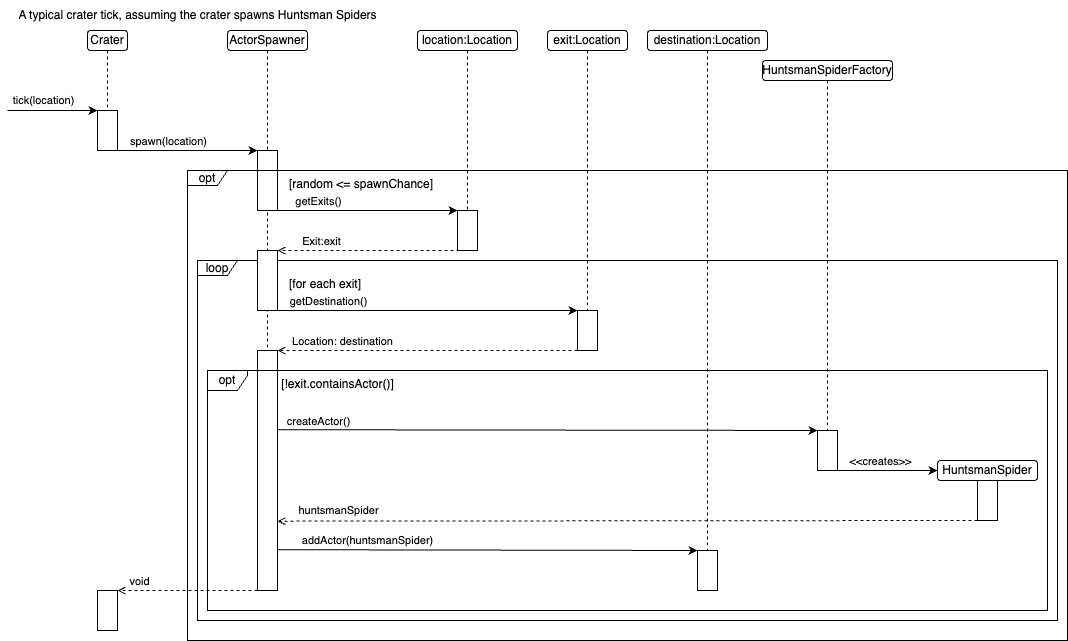 A typical crater tick, assuming the crater spawns Huntsman Spiders
Crater
ActorSpawner
location:Location
exit:Location
destination:Location
HuntsmanSpiderFactory
tick(location)
spawn(location)
opt
[random <= spawnChance]
getExits()
Exit:exit
loop
[for each exit]
getDestination()
Location: destination
opt
[!exit.containsActor()]
createActor()
<<creates>>
HuntsmanSpider
huntsmanSpider
addActor(huntsmanSpider)
void